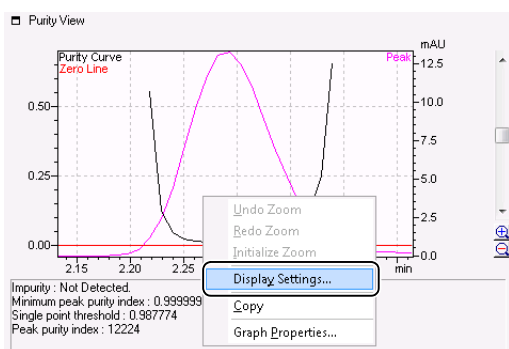 Purity View
mAU
Purity Curve
Zero Line
Peak
12.5
0.50
10.0
7.5
0.25
5.0
2.5
0.00
0.0
2.15 2.20 2.25
min
Undo Zoom
Redo Zoom
Initialize Zoom
Display Settings...
Copy
Graph Properties...
Impurity : Not Detected.
Minimum peak purity index : 0.999999
Single point threshold : 0.987774
Peak purity index : 12224